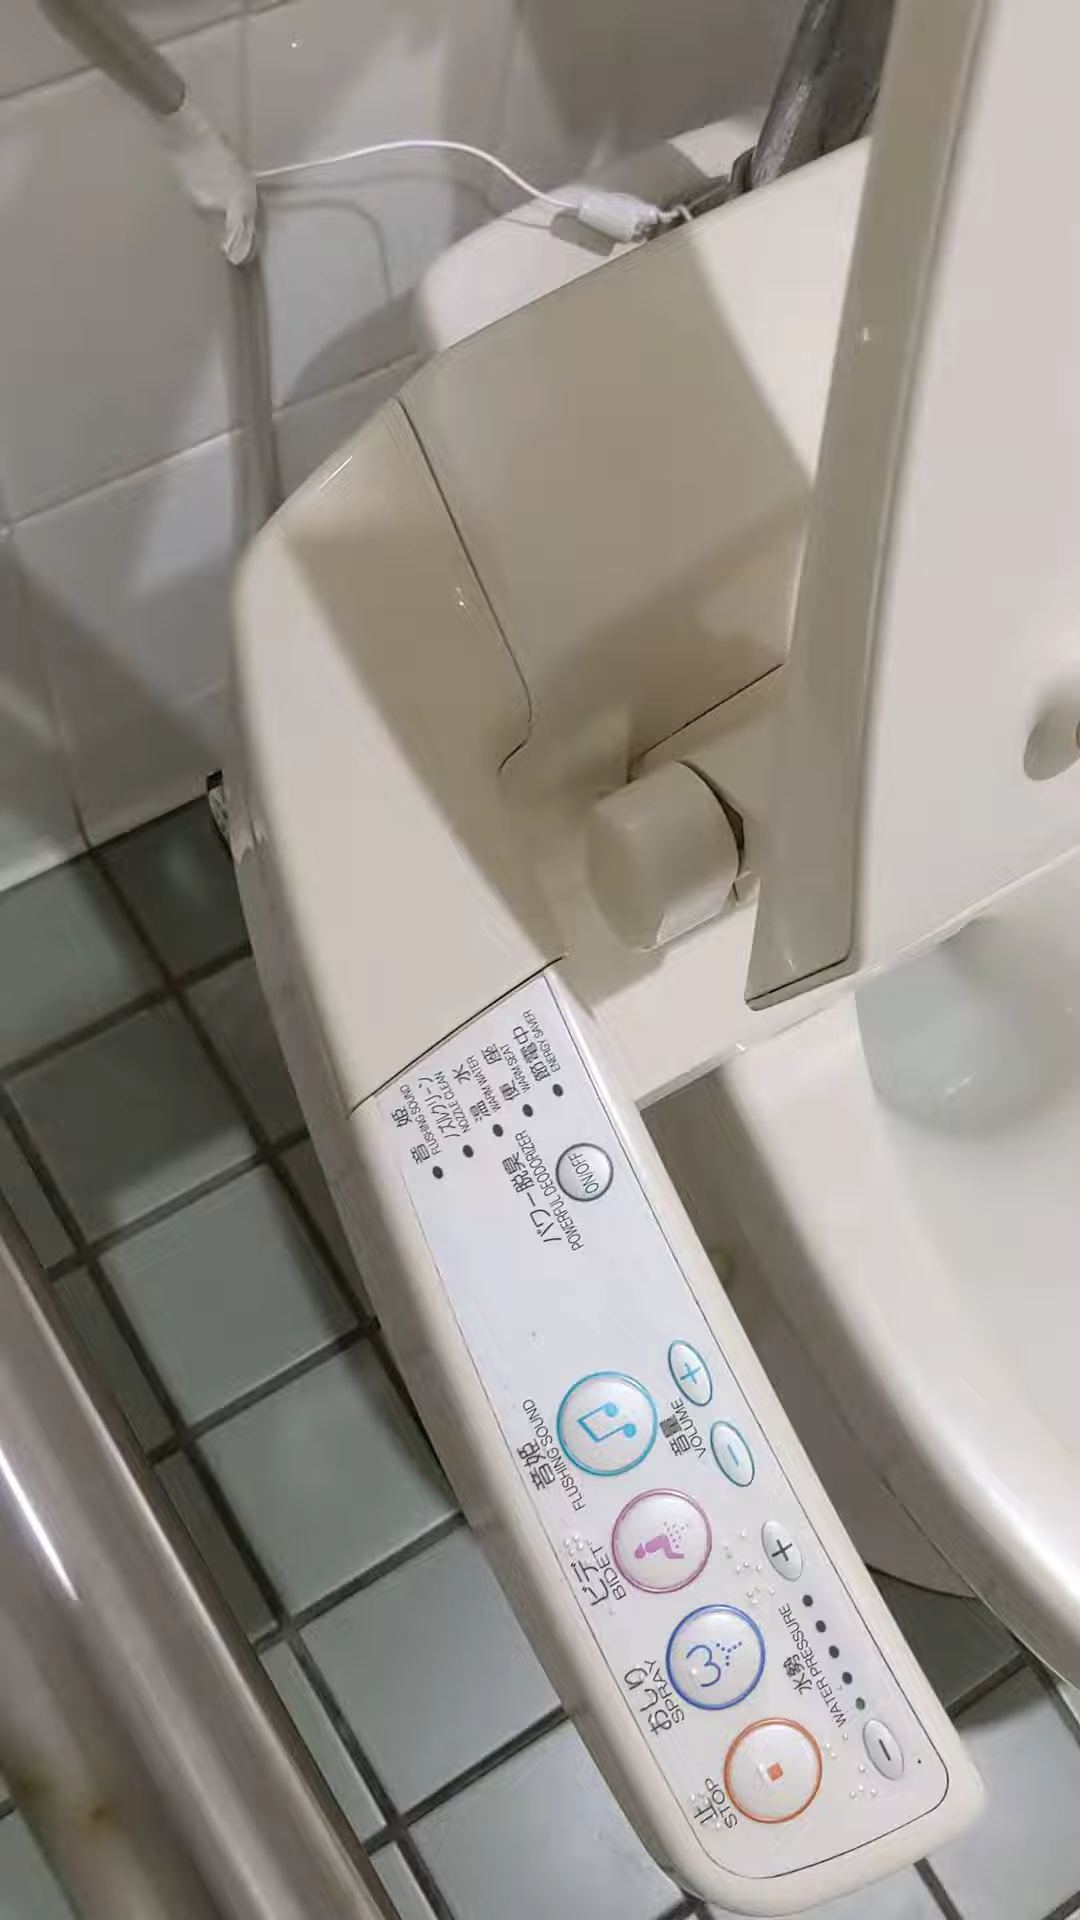 音姫
FLUSHING SOUND
ノズルクリーン
NOZZLE CLEAN
温水
WARM WATER
便座
WARM SEAT
節電中
ENERGY SAVER
パワー脱臭
POWERFUL DEODORIZER
ON/OFF
音姫
FLUSHING SOUND
音量
VOLUME
+
-
ビデ
BIDET
おしり
SPRAY
水勢
WATER PRESSURE
+
-
止
STOP